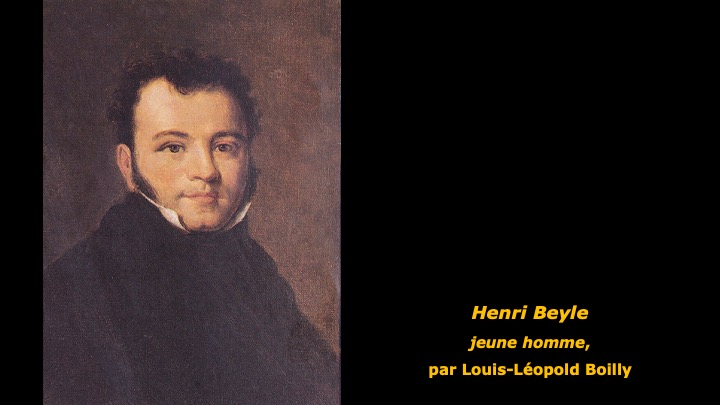 Henri Beyle
jeune homme,
par Louis-Léopold Boilly